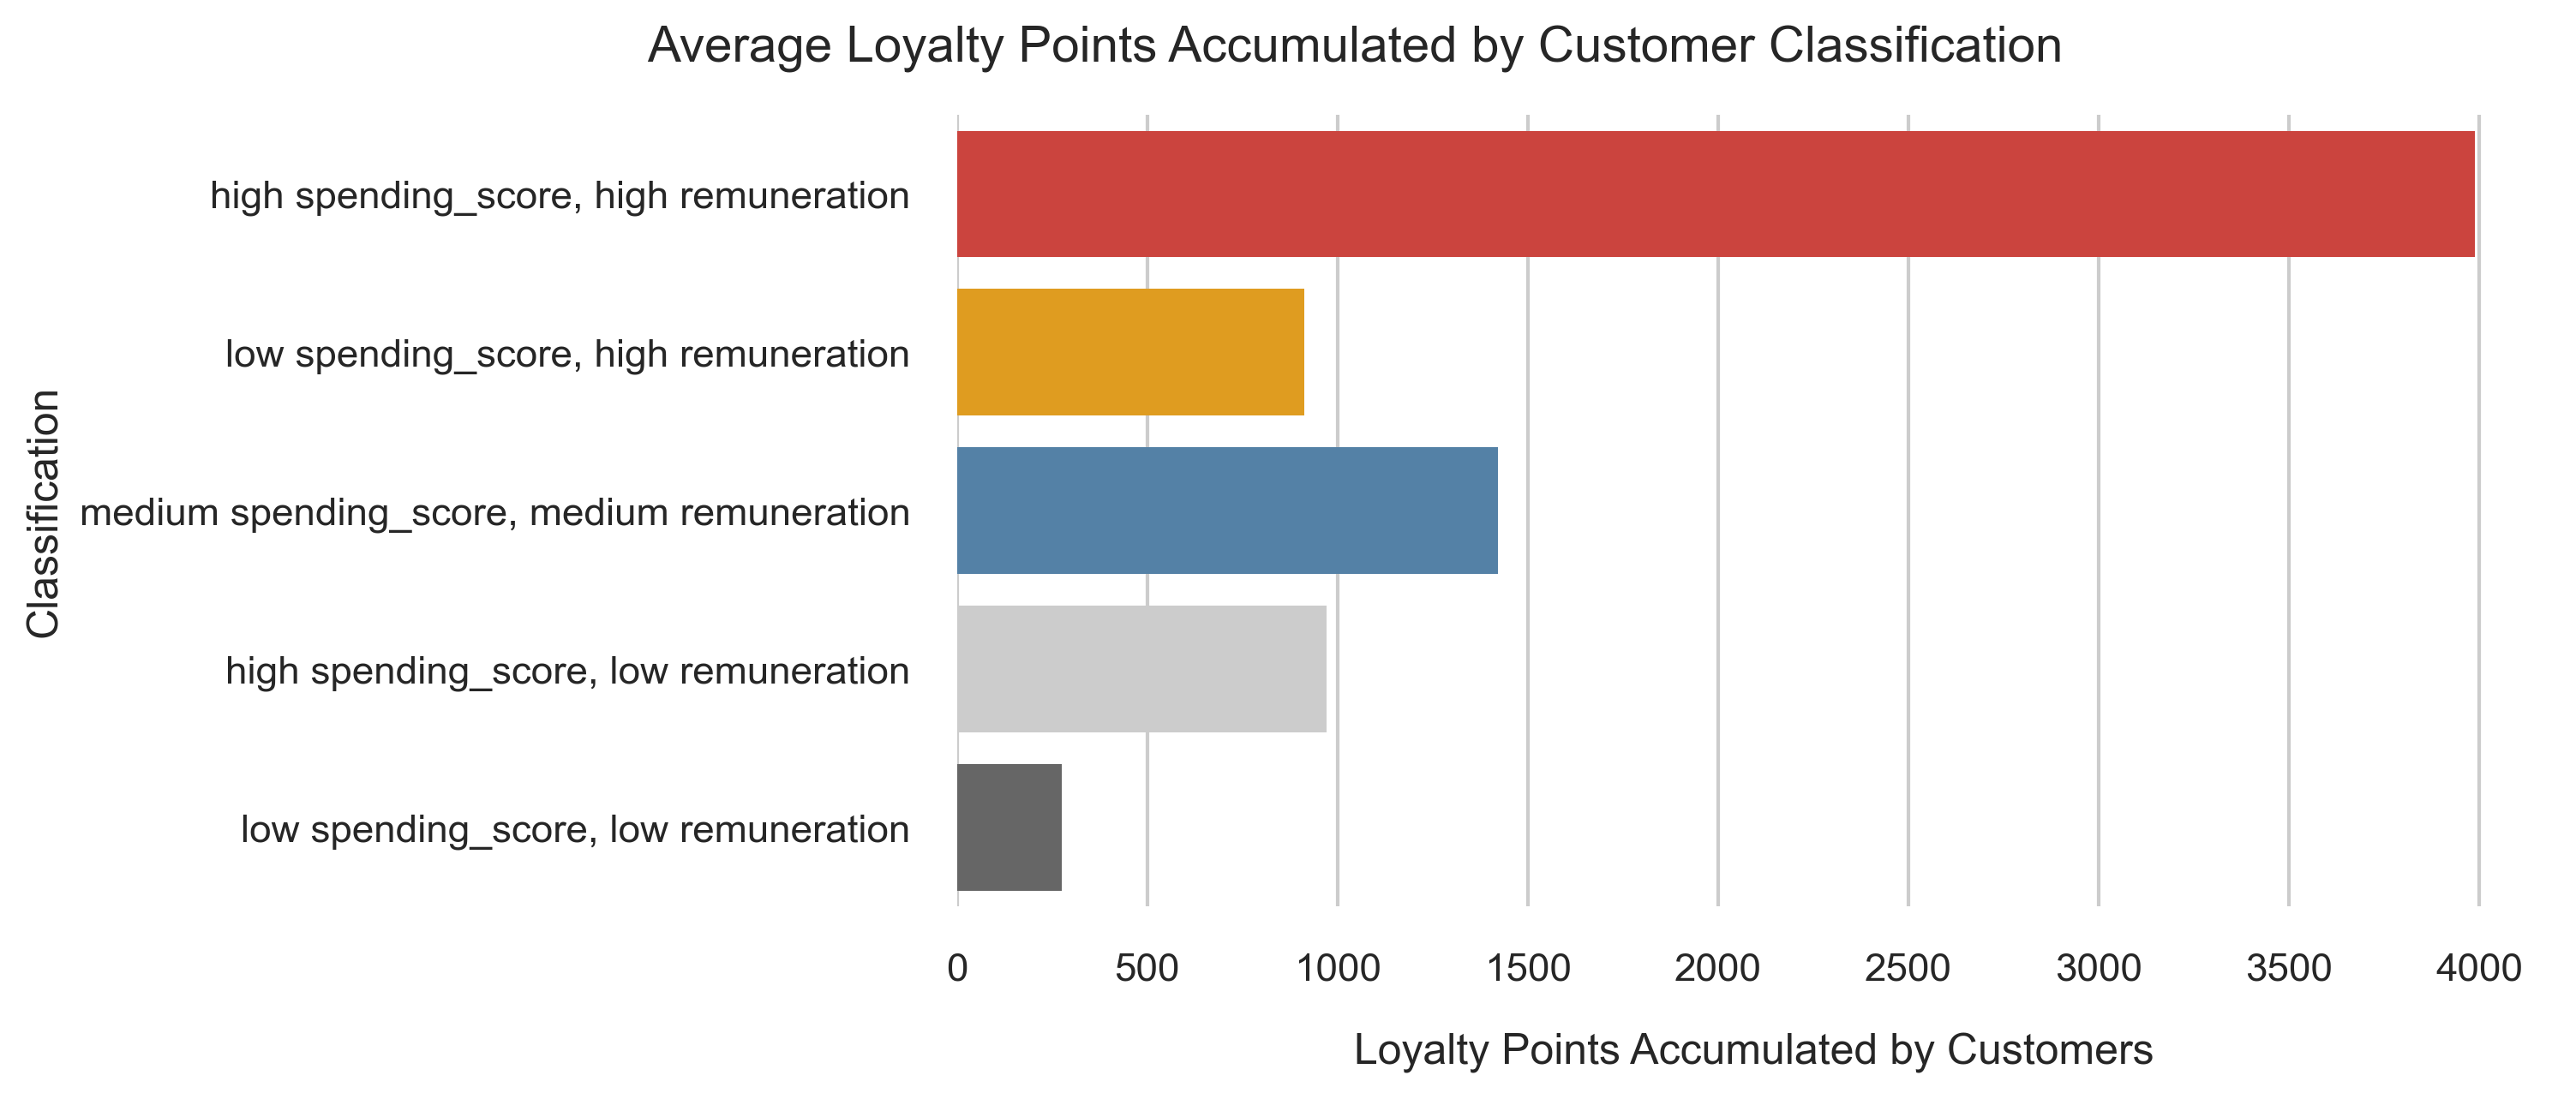 Average Loyalty Points Accumulated by Customer Classification
Classification
high spending_score, high remuneration
low spending_score, high remuneration
medium spending_score, medium remuneration
high spending_score, low remuneration
low spending_score, low remuneration
0 500 1000 1500 2000 2500 3000 3500 4000
Loyalty Points Accumulated by Customers